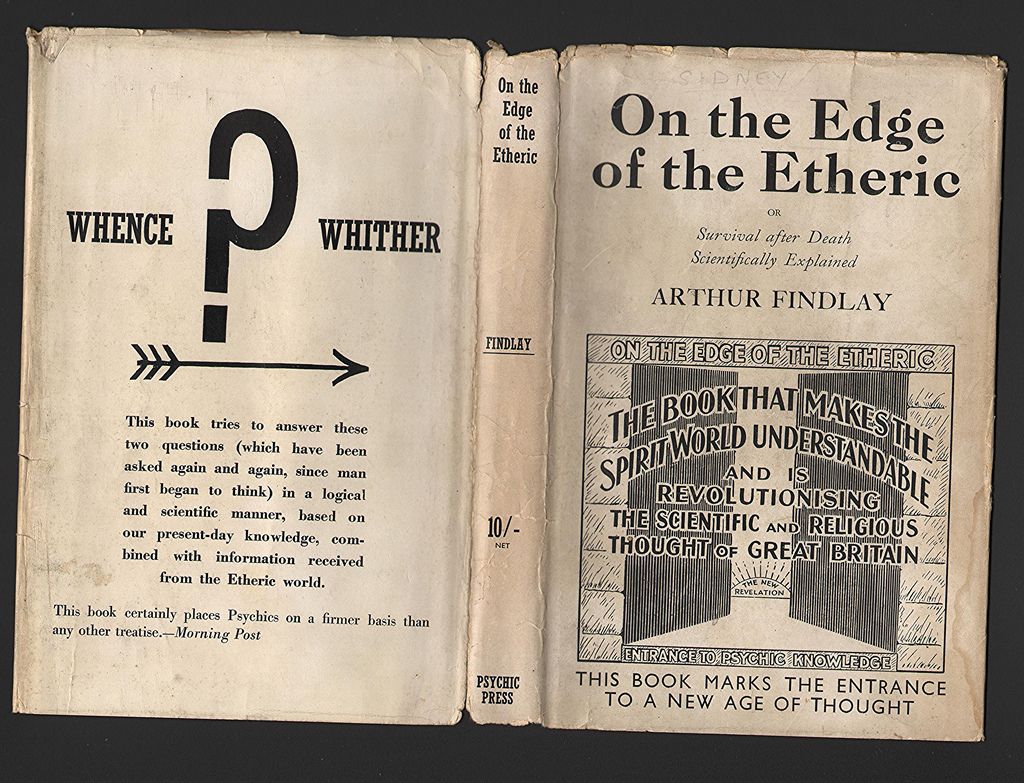 WHENCE ? WHITHER
This book tries to answer these
two questions (which have been
asked again and again, since man
first began to think) in a logical
and scientific manner, based on
our present-day knowledge, com-
bined with information received
from the Etheric world.
This book certainly places Psychics on a firmer basis than
any other treatise.—Morning Post
On the
Edge
of the
Etheric
FINDLAY
10/-
NET
PSYCHIC
PRESS
SIDNEY
On the Edge
of the Etheric
OR
Survival after Death
Scientifically Explained
ARTHUR FINDLAY
ON THE EDGE OF THE ETHERIC
THE BOOK THAT MAKES THE
SPIRIT WORLD UNDERSTANDABLE
AND IS
REVOLUTIONISING
THE SCIENTIFIC AND RELIGIOUS
THOUGHT OF GREAT BRITAIN
THE NEW
REVELATION
ENTRANCE TO PSYCHIC KNOWLEDGE
THIS BOOK MARKS THE ENTRANCE
TO A NEW AGE OF THOUGHT